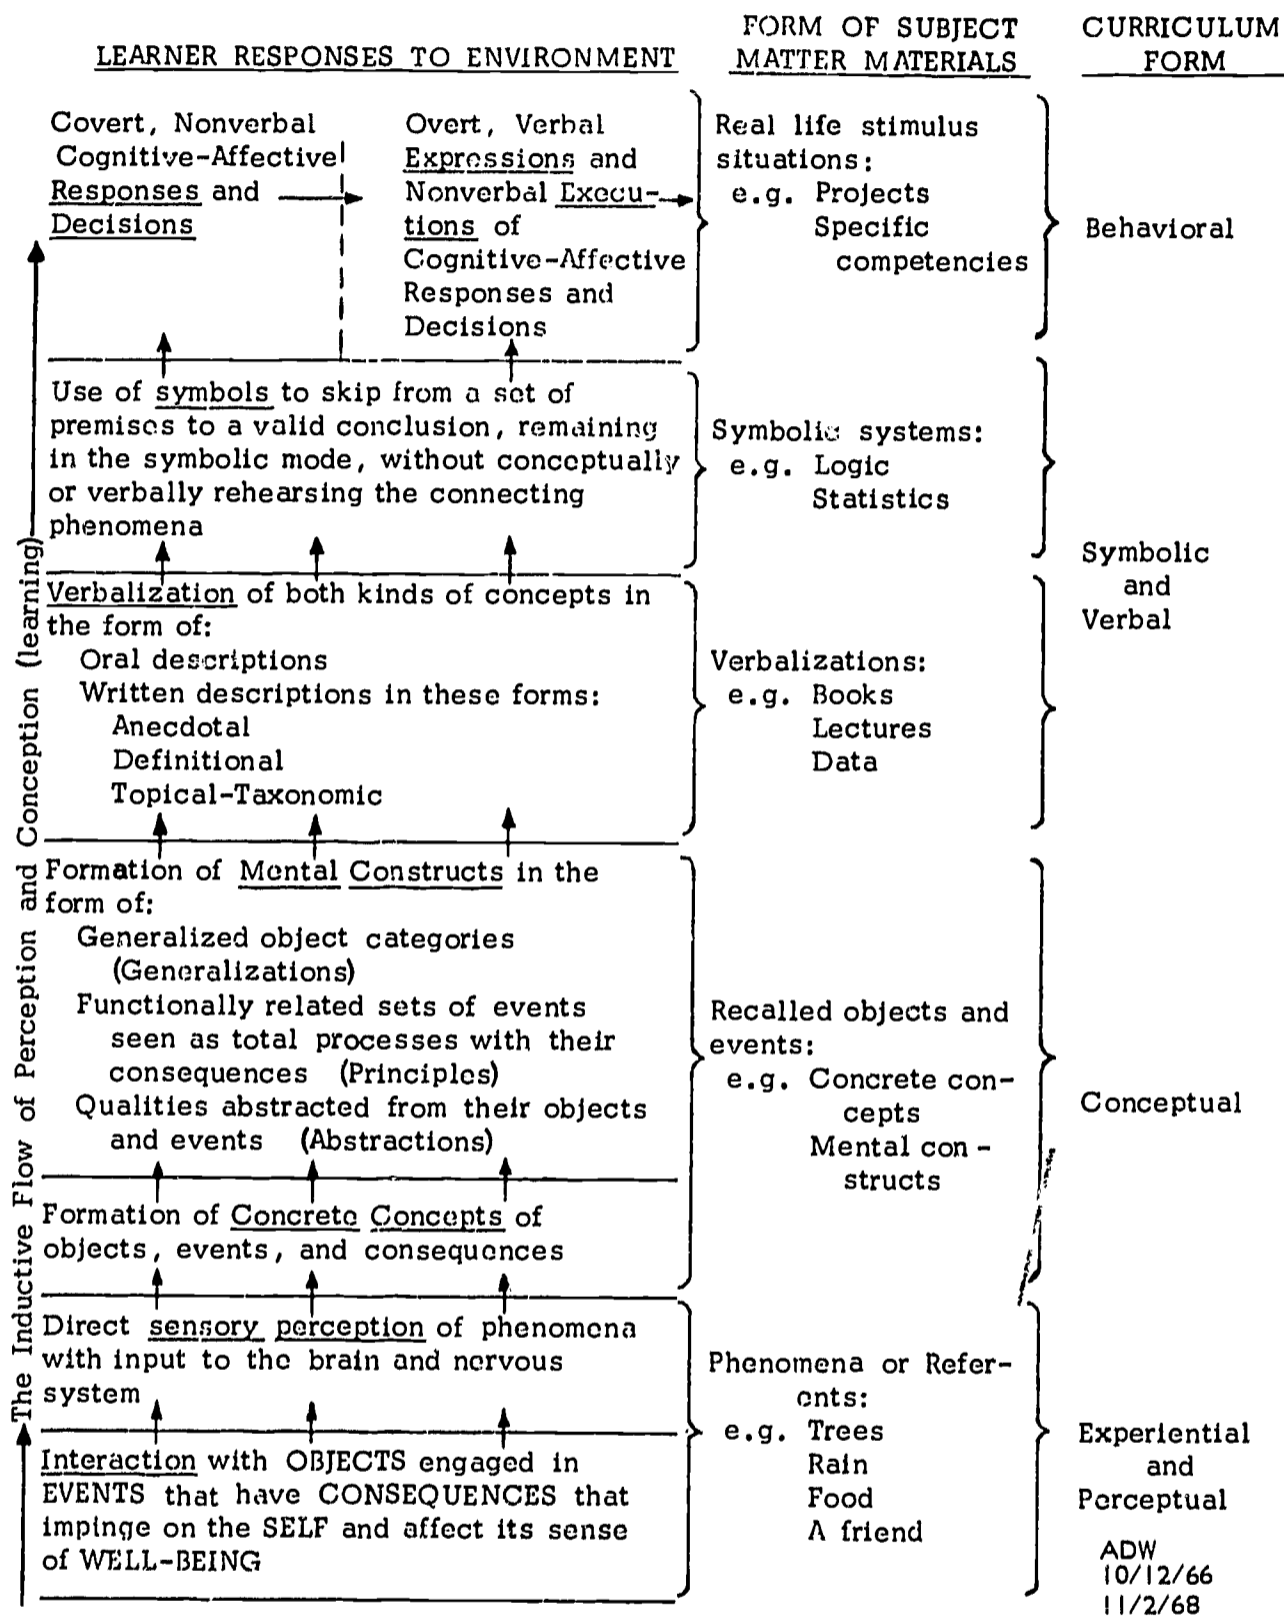 LEARNER RESPONSES TO ENVIRONMENT
FORM OF SUBJECT
MATTER MATERIALS
CURRICULUM
FORM
Covert, Nonverbal
Cognitive-Affective
Responses and
Decisions
Overt, Verbal
Expressions and
Nonverbal Execu-
tions of
Cognitive-Affective
Responses and
Decisions
Real life stimulus
situations:
e.g. Projects
Specific
competencies
Behavioral
Use of symbols to skip from a set of
premises to a valid conclusion, remaining
in the symbolic mode, without conceptually
or verbally rehearsing the connecting
phenomena
Symbolic systems:
e.g. Logic
Statistics
Symbolic
and
Verbal
Verbalization of both kinds of concepts in
the form of:
Oral descriptions
Written descriptions in these forms:
Anecdotal
Definitional
Topical-Taxonomic
Verbalizations:
e.g. Books
Lectures
Data
Formation of Mental Constructs in the
form of:
Generalized object categories
(Generalizations)
Functionally related sets of events
seen as total processes with their
consequences (Principles)
Qualities abstracted from their objects
and events (Abstractions)
Recalled objects and
events:
e.g. Concrete con-
cepts
Mental con-
structs
Conceptual
Formation of Concrete Concepts of
objects, events, and consequences
Direct sensory perception of phenomena
with input to the brain and nervous
system
Phenomena or Refer-
ents:
e.g. Trees
Rain
Food
A friend
Experiential
and
Perceptual
Interaction with OBJECTS engaged in
EVENTS that have CONSEQUENCES that
impinge on the SELF and affect its sense
of WELL-BEING
The Inductive Flow of Perception and Conception (learning)
ADW
10/12/66
11/2/68